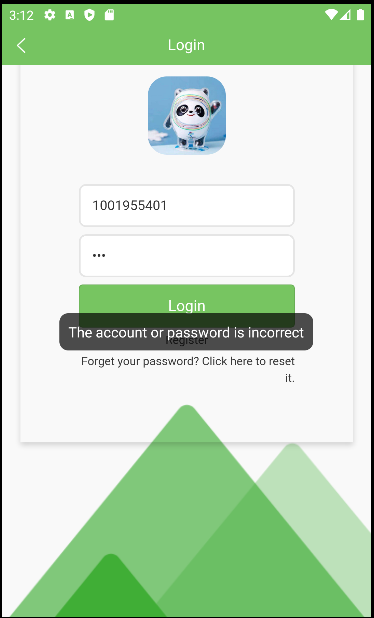 3:12
Login
1001955401
•••
Login
The account or password is incorrect
Register
Forget your password? Click here to reset
it.